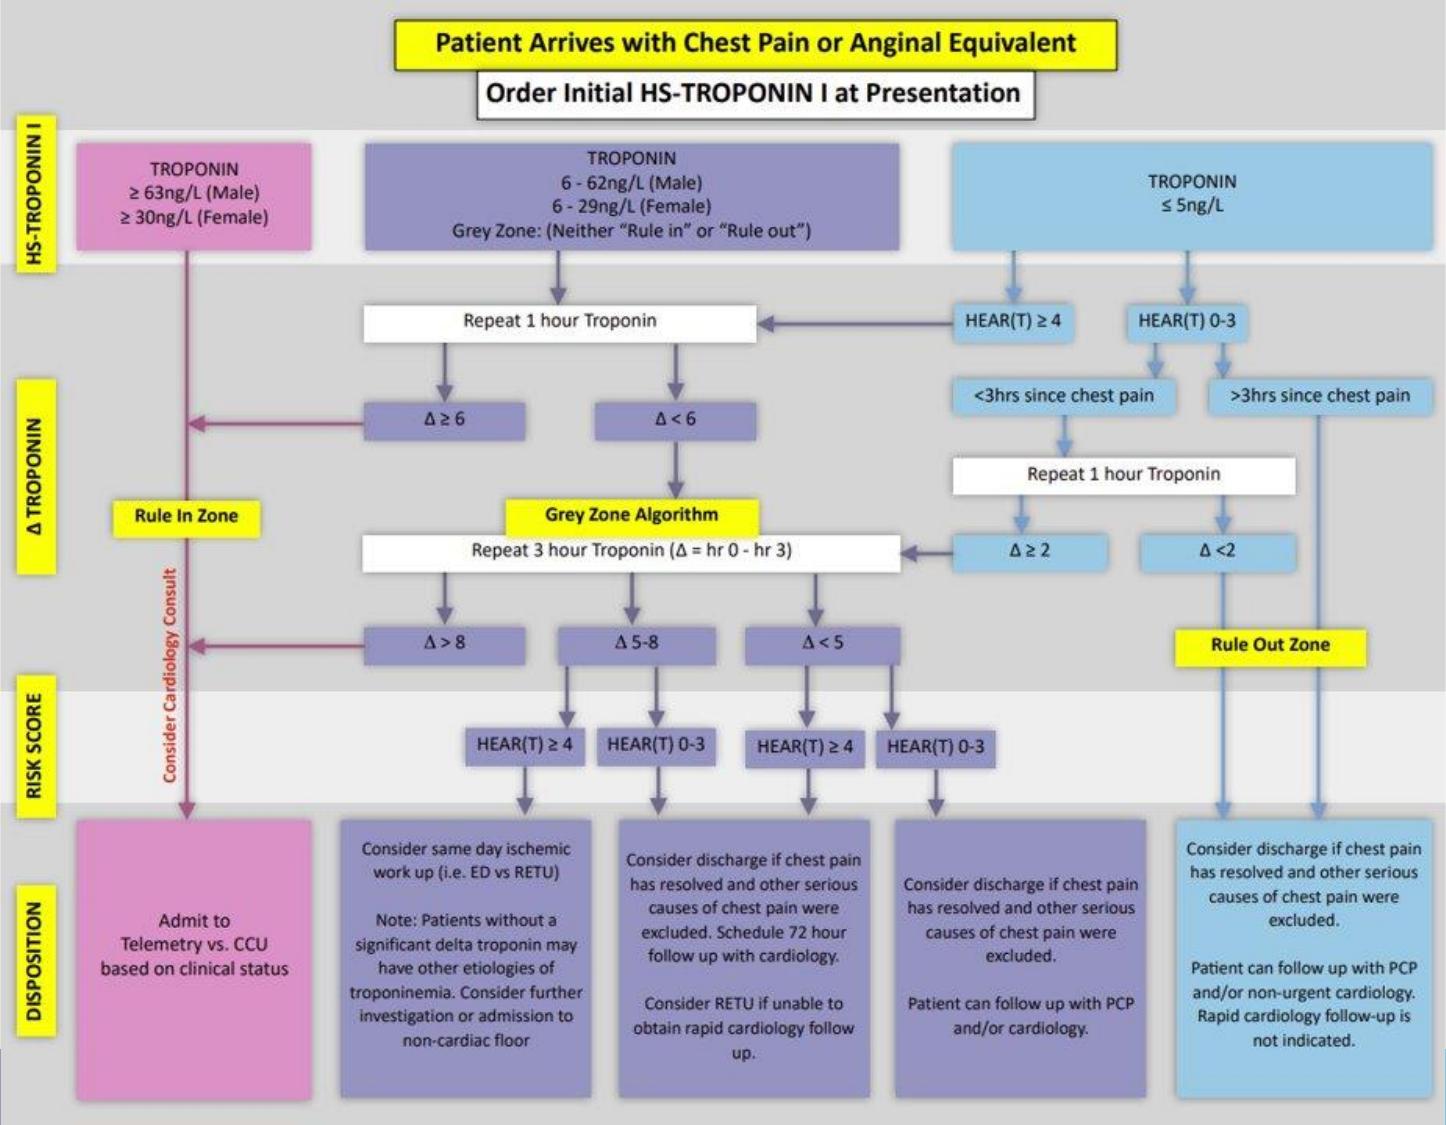 Patient Arrives with Chest Pain or Anginal Equivalent
Order Initial HS-TROPONIN I at Presentation
HS-TROPONIN I
TROPONIN
≥ 63ng/L (Male)
≥ 30ng/L (Female)
TROPONIN
6 - 62ng/L (Male)
6 - 29ng/L (Female)
Grey Zone: (Neither “Rule in” or “Rule out”)
TROPONIN
≤ 5ng/L
Δ TROPONIN
Repeat 1 hour Troponin
HEAR(T) ≥ 4
HEAR(T) 0-3
<3hrs since chest pain
>3hrs since chest pain
Δ ≥ 6
Δ < 6
Repeat 1 hour Troponin
Rule In Zone
Grey Zone Algorithm
Repeat 3 hour Troponin (Δ = hr 0 - hr 3)
Δ ≥ 2
Δ <2
Consider Cardiology Consult
Δ > 8
Δ 5-8
Δ < 5
Rule Out Zone
RISK SCORE
HEAR(T) ≥ 4
HEAR(T) 0-3
HEAR(T) ≥ 4
HEAR(T) 0-3
DISPOSITION
Admit to
Telemetry vs. CCU
based on clinical status
Consider same day ischemic
work up (i.e. ED vs RETU)
Note: Patients without a
significant delta troponin may
have other etiologies of
troponinemia. Consider further
investigation or admission to
non-cardiac floor
Consider discharge if chest pain
has resolved and other serious
causes of chest pain were
excluded. Schedule 72 hour
follow up with cardiology.
Consider RETU if unable to
obtain rapid cardiology follow
up.
Consider discharge if chest pain
has resolved and other serious
causes of chest pain were
excluded.
Patient can follow up with PCP
and/or cardiology.
Consider discharge if chest pain
has resolved and other serious
causes of chest pain were
excluded.
Patient can follow up with PCP
and/or non-urgent cardiology.
Rapid cardiology follow-up is
not indicated.